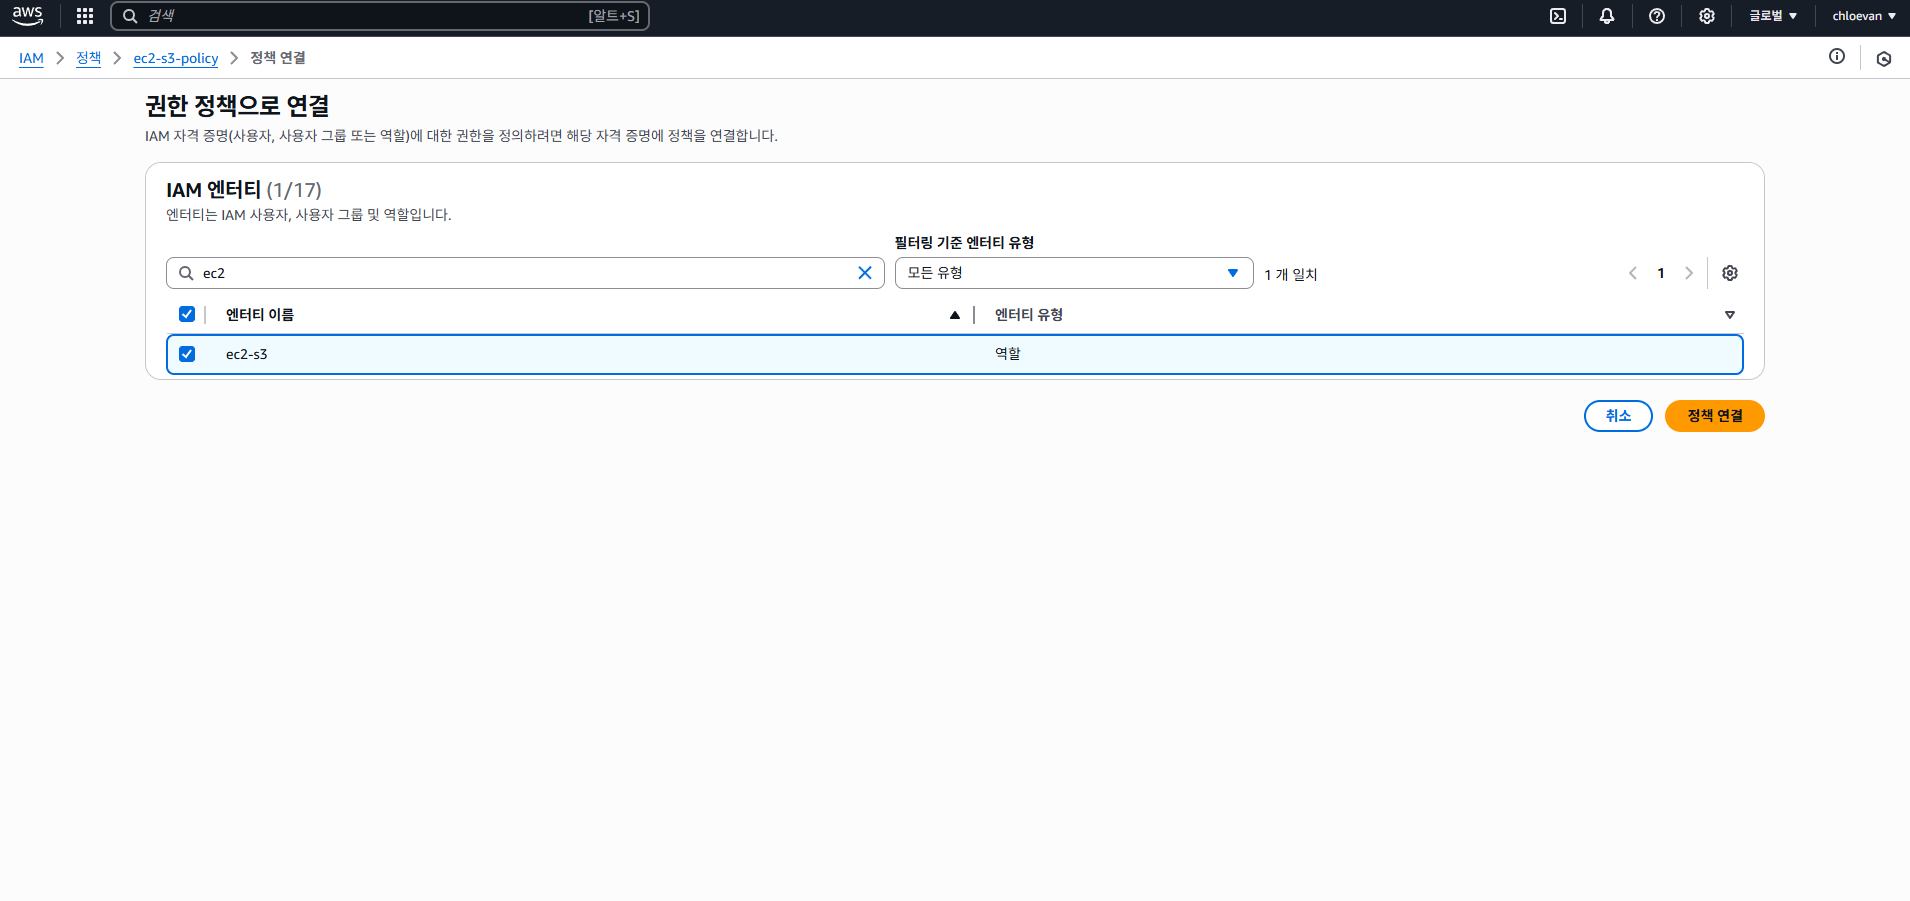 aws 검색 [알트+S] 글로벌 chloevan
IAM 정책 ec2-s3-policy 정책 연결
권한 정책으로 연결
IAM 자격 증명(사용자, 사용자 그룹 또는 역할)에 대한 권한을 정의하려면 해당 자격 증명에 정책을 연결합니다.
IAM 엔터티 (1/17)
엔터티는 IAM 사용자, 사용자 그룹 및 역할입니다.
필터링 기준 엔터티 유형
ec2 모든 유형 1 개 일치 1
엔터티 이름 엔터티 유형
ec2-s3 역할
취소 정책 연결